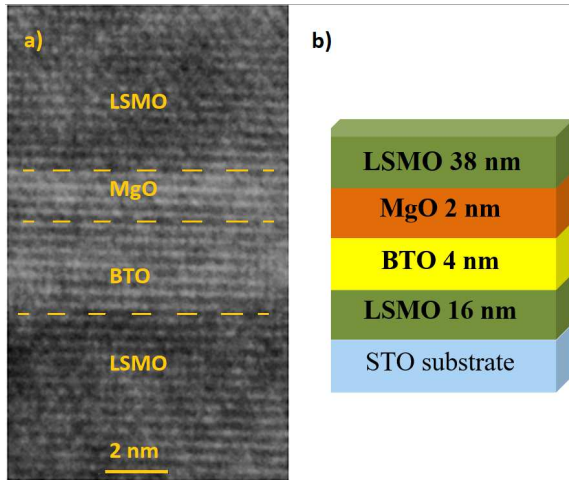 a)
LSMO
MgO
BTO
LSMO
2 nm
b)
LSMO 38 nm
MgO 2 nm
BTO 4 nm
LSMO 16 nm
STO substrate